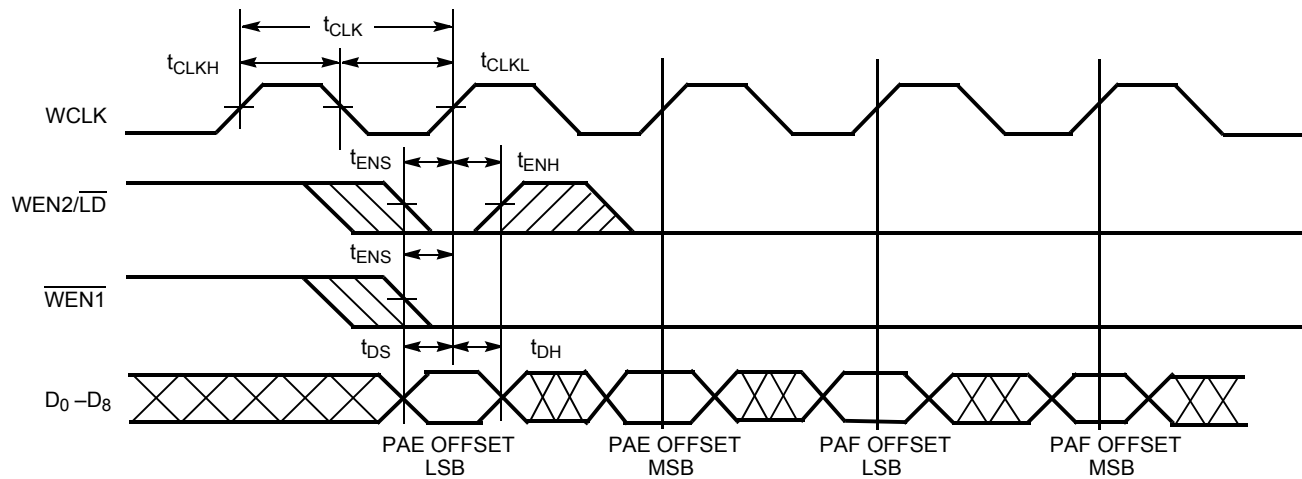 tCLK
tCLKH
tCLKL
WCLK
tENS
tENH
WEN2/LD
tENS
WEN1
tDS
tDH
D0 –D8
PAE OFFSET
LSB
PAE OFFSET
MSB
PAF OFFSET
LSB
PAF OFFSET
MSB